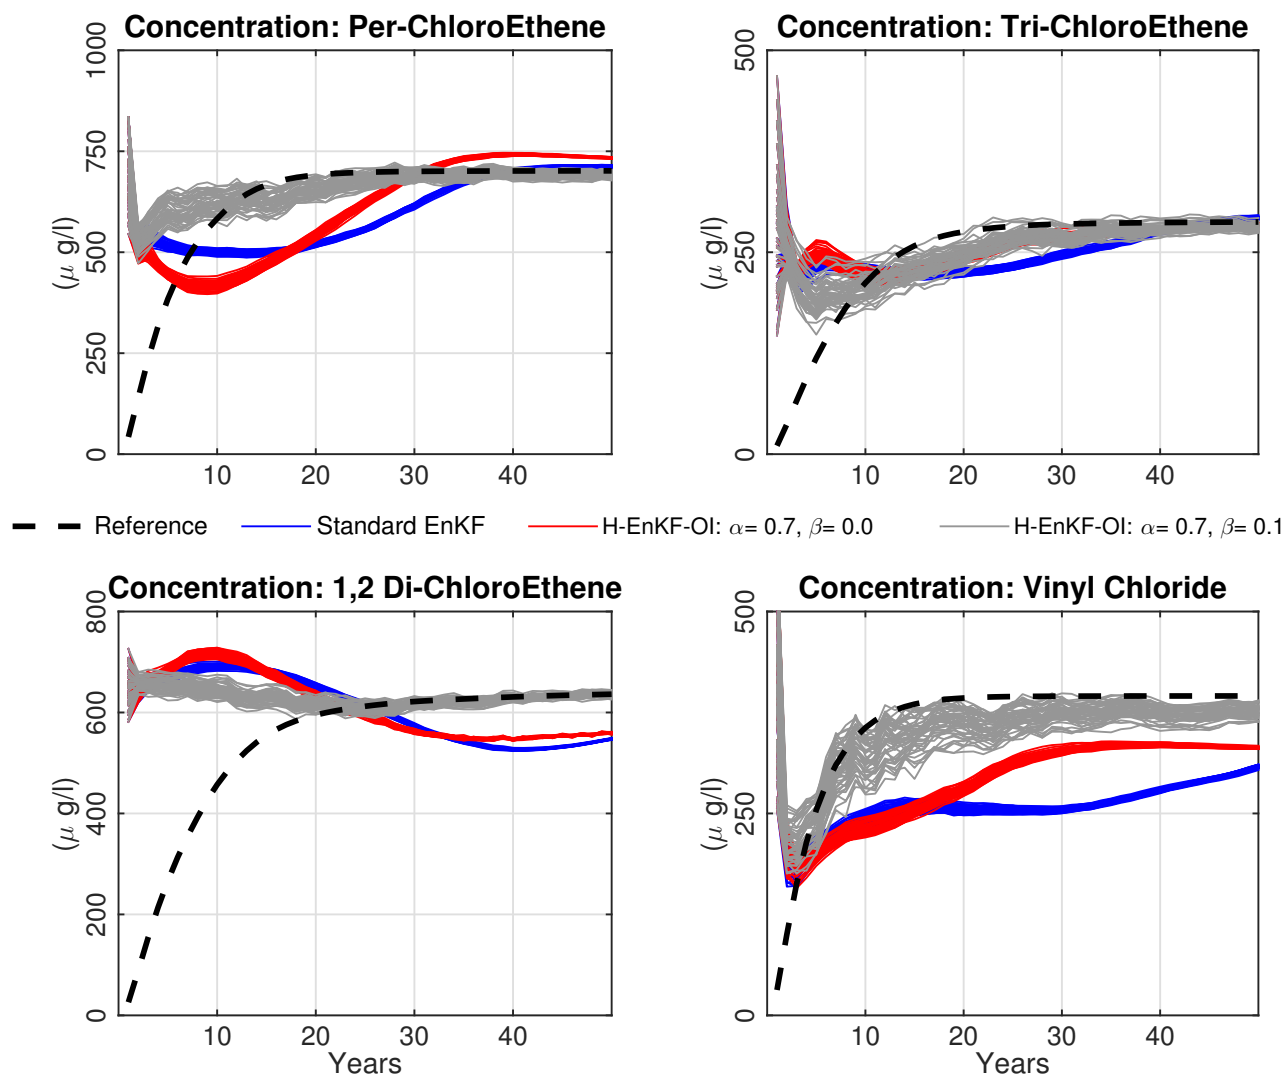 Concentration: Per-ChloroEthene
Concentration: Tri-ChloroEthene
(μ g/l)
1000
750
500
250
0
10 20 30 40
(μ g/l)
500
250
0
10 20 30 40
Reference
Standard EnKF
H-EnKF-OI: α= 0.7, β= 0.0
H-EnKF-OI: α= 0.7, β= 0.1
Concentration: 1,2 Di-ChloroEthene
Concentration: Vinyl Chloride
(μ g/l)
800
600
400
200
0
10 20 30 40
Years
(μ g/l)
500
250
0
10 20 30 40
Years